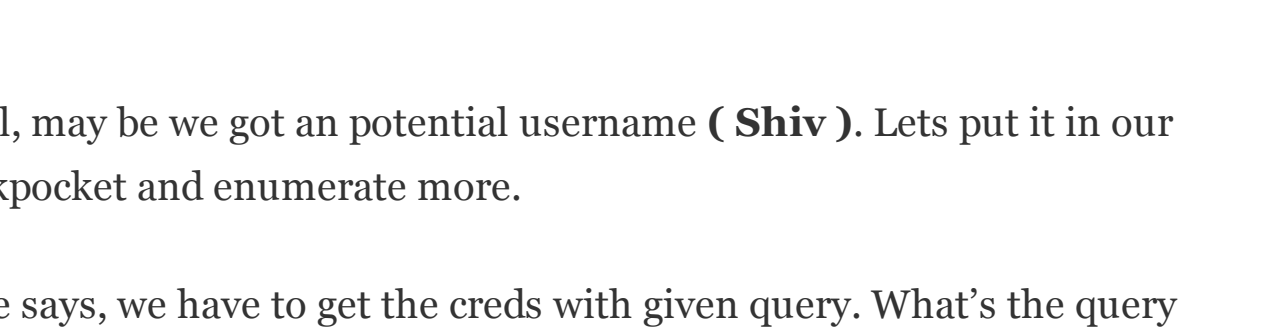 l, may be we got an potential username ( Shiv ). Lets put it in our
kpocket and enumerate more.
e says, we have to get the creds with given query. What’s the query